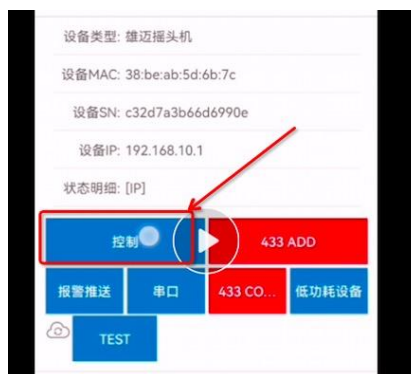 设备类型: 雄迈摇头机
设备MAC: 38:be:ab:5d:6b:7c
设备SN: c32d7a3b66d6990e
设备IP: 192.168.10.1
状态明细: [IP]
控制 433 ADD
报警推送 串口 433 CO... 低功耗设备
TEST